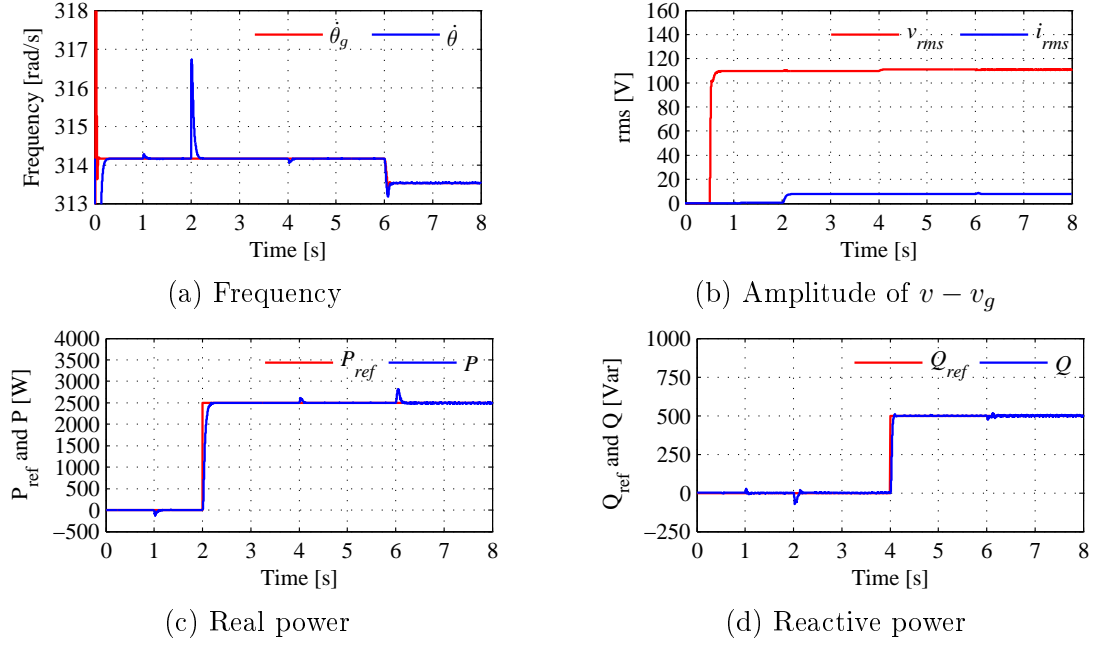 318
317
316
315
314
313
Frequency [rad/s]
θ̇g θ̇
0 1 2 3 4 5 6 7 8
Time [s]
(a) Frequency
160
140
120
100
80
60
40
20
0
rms [V]
vrms irms
0 1 2 3 4 5 6 7 8
Time [s]
(b) Amplitude of v − vg
4000
3500
3000
2500
2000
1500
1000
500
0
−500
Pref and P [W]
Pref P
0 1 2 3 4 5 6 7 8
Time [s]
(c) Real power
1000
750
500
250
0
−250
Qref and Q [Var]
Qref Q
0 1 2 3 4 5 6 7 8
Time [s]
(d) Reactive power